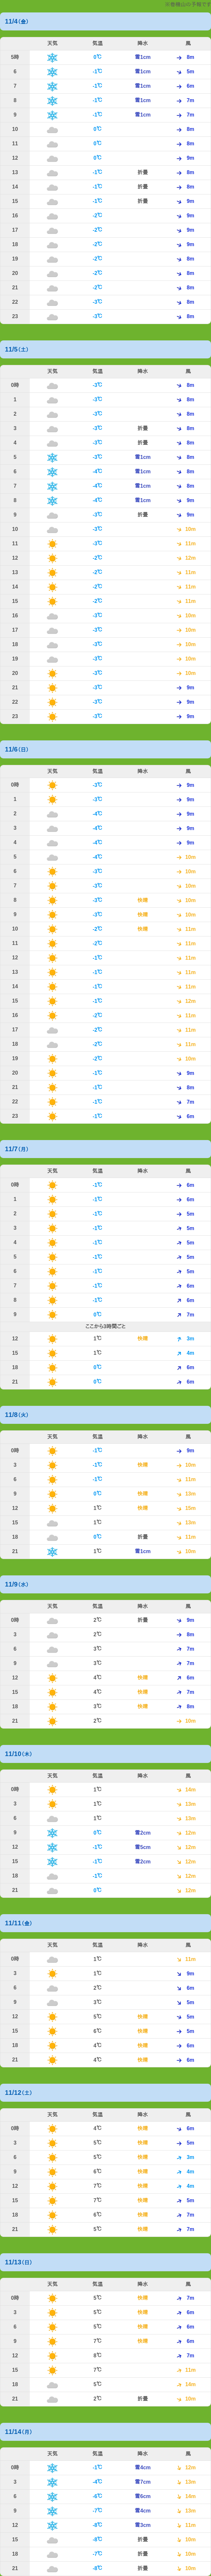 11/4(金)
天気 気温 降水 風
5時 0℃ 雪1cm 8m
6 -1℃ 雪1cm 5m
7 -1℃ 雪1cm 6m
8 -1℃ 雪1cm 7m
9 -1℃ 雪1cm 7m
10 0℃ 8m
11 0℃ 8m
12 0℃ 9m
13 -1℃ 折畳 8m
14 -1℃ 折畳 8m
15 -1℃ 折畳 9m
16 -2℃ 9m
17 -2℃ 9m
18 -2℃ 9m
19 -2℃ 8m
20 -2℃ 8m
21 -2℃ 8m
22 -3℃ 8m
23 -3℃ 8m
11/5(土)
天気 気温 降水 風
0時 -3℃ 8m
1 -3℃ 8m
2 -3℃ 8m
3 -3℃ 折畳 8m
4 -3℃ 折畳 8m
5 -3℃ 雪1cm 8m
6 -4℃ 雪1cm 8m
7 -4℃ 雪1cm 8m
8 -4℃ 雪1cm 9m
9 -3℃ 折畳 9m
10 -3℃ 10m
11 -3℃ 11m
12 -2℃ 12m
13 -2℃ 11m
14 -2℃ 11m
15 -2℃ 11m
16 -3℃ 10m
17 -3℃ 10m
18 -3℃ 10m
19 -3℃ 10m
20 -3℃ 10m
21 -3℃ 9m
22 -3℃ 9m
23 -3℃ 9m
11/6(日)
天気 気温 降水 風
0時 -3℃ 9m
1 -3℃ 9m
2 -4℃ 9m
3 -4℃ 9m
4 -4℃ 9m
5 -4℃ 10m
6 -3℃ 10m
7 -3℃ 10m
8 -3℃ 快晴 10m
9 -3℃ 快晴 10m
10 -2℃ 快晴 11m
11 -2℃ 11m
12 -1℃ 11m
13 -1℃ 11m
14 -1℃ 11m
15 -1℃ 12m
16 -2℃ 11m
17 -2℃ 11m
18 -2℃ 11m
19 -2℃ 10m
20 -1℃ 9m
21 -1℃ 8m
22 -1℃ 7m
23 -1℃ 6m
11/7(月)
天気 気温 降水 風
0時 -1℃ 6m
1 -1℃ 6m
2 -1℃ 5m
3 -1℃ 5m
4 -1℃ 5m
5 -1℃ 5m
6 -1℃ 5m
7 -1℃ 6m
8 -1℃ 6m
9 0℃ 7m
ここから3時間ごと
12 1℃ 快晴 3m
15 1℃ 4m
18 0℃ 6m
21 0℃ 6m
11/8(火)
天気 気温 降水 風
0時 -1℃ 9m
3 -1℃ 快晴 10m
6 -1℃ 11m
9 0℃ 快晴 13m
12 1℃ 快晴 15m
15 1℃ 13m
18 0℃ 折畳 11m
21 1℃ 雪1cm 10m
11/9(水)
天気 気温 降水 風
0時 2℃ 折畳 9m
3 2℃ 8m
6 3℃ 7m
9 3℃ 7m
12 4℃ 快晴 6m
15 4℃ 快晴 7m
18 3℃ 快晴 8m
21 2℃ 10m
11/10(木)
天気 気温 降水 風
0時 1℃ 14m
3 1℃ 13m
6 1℃ 13m
9 0℃ 雪2cm 12m
12 -1℃ 雪5cm 12m
15 -1℃ 雪2cm 12m
18 -1℃ 12m
21 0℃ 12m
11/11(金)
天気 気温 降水 風
0時 1℃ 11m
3 1℃ 9m
6 2℃ 6m
9 3℃ 5m
12 5℃ 快晴 5m
15 6℃ 快晴 5m
18 4℃ 快晴 6m
21 4℃ 快晴 6m
11/12(土)
天気 気温 降水 風
0時 4℃ 快晴 6m
3 5℃ 快晴 5m
6 5℃ 快晴 3m
9 6℃ 快晴 4m
12 7℃ 快晴 4m
15 7℃ 快晴 5m
18 6℃ 快晴 7m
21 5℃ 快晴 7m
11/13(日)
天気 気温 降水 風
0時 5℃ 快晴 7m
3 5℃ 快晴 6m
6 5℃ 快晴 6m
9 7℃ 快晴 6m
12 8℃ 7m
15 7℃ 11m
18 5℃ 14m
21 2℃ 折畳 12m
11/14(月)
天気 気温 降水 風
0時 -1℃ 雪4cm 12m
3 -4℃ 雪7cm 13m
6 -6℃ 雪6cm 14m
9 -7℃ 雪4cm 13m
12 -8℃ 雪3cm 11m
15 -8℃ 折畳 10m
18 -7℃ 折畳 10m
21 -8℃ 折畳 10m